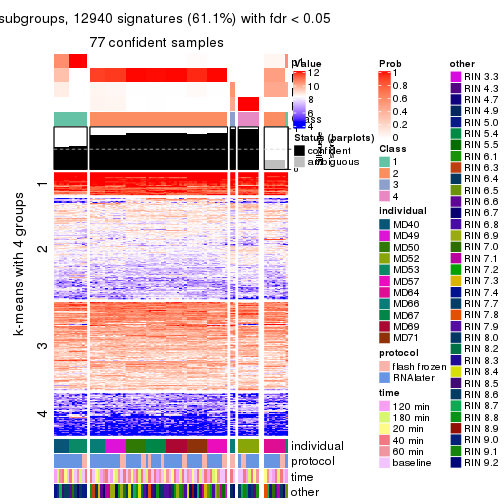 subgroups, 12940 signatures (61.1%) with fdr < 0.05
77 confident samples
k-means with 4 groups
1
2
3
4
individual
protocol
time
other
Value
12
10
8
6
4
Status (barplots)
confident
ambiguous
individual
MD40
MD49
MD50
MD52
MD53
MD57
MD64
MD66
MD67
MD69
MD71
protocol
flash frozen
RNAlater
time
120 min
180 min
20 min
40 min
60 min
baseline
Prob
1
0.8
0.6
0.4
0.2
0
Class
1
2
3
4
other
RIN 3.3
RIN 4.3
RIN 4.7
RIN 4.9
RIN 5.0
RIN 5.4
RIN 5.5
RIN 6.1
RIN 6.3
RIN 6.4
RIN 6.5
RIN 6.6
RIN 6.7
RIN 6.8
RIN 6.9
RIN 7.0
RIN 7.1
RIN 7.2
RIN 7.3
RIN 7.4
RIN 7.8
RIN 7.9
RIN 8.0
RIN 8.2
RIN 8.3
RIN 8.4
RIN 8.5
RIN 8.6
RIN 8.7
RIN 8.8
RIN 8.9
RIN 9.0
RIN 9.1
RIN 9.2